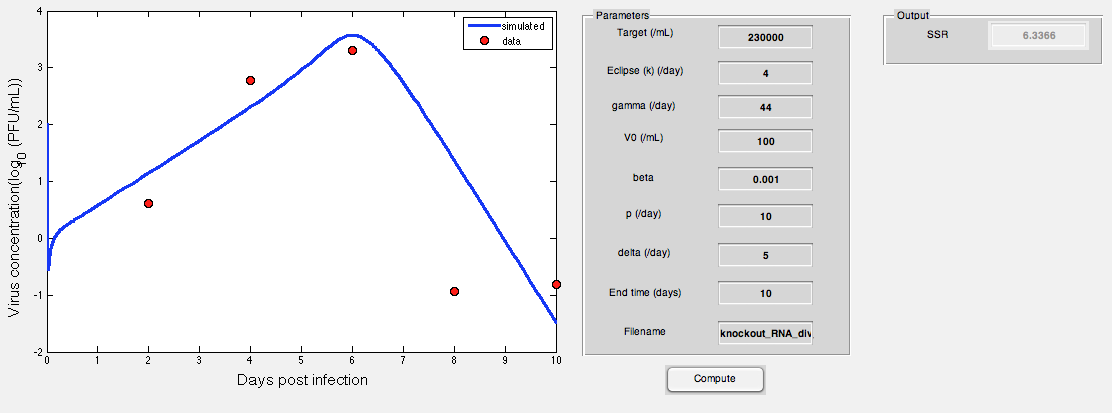 4
3
2
1
0
-1
-2
0 1 2 3 4 5 6 7 8 9 10
Virus concentration(log10 (PFU/mL))
Days post infection
simulated
data
Parameters
Target (/mL) 230000
Eclipse (k) (/day) 4
gamma (/day) 44
V0 (/mL) 100
beta 0.001
p (/day) 10
delta (/day) 5
End time (days) 10
Filename knockout_RNA_div
Compute
Output
SSR 6.3366